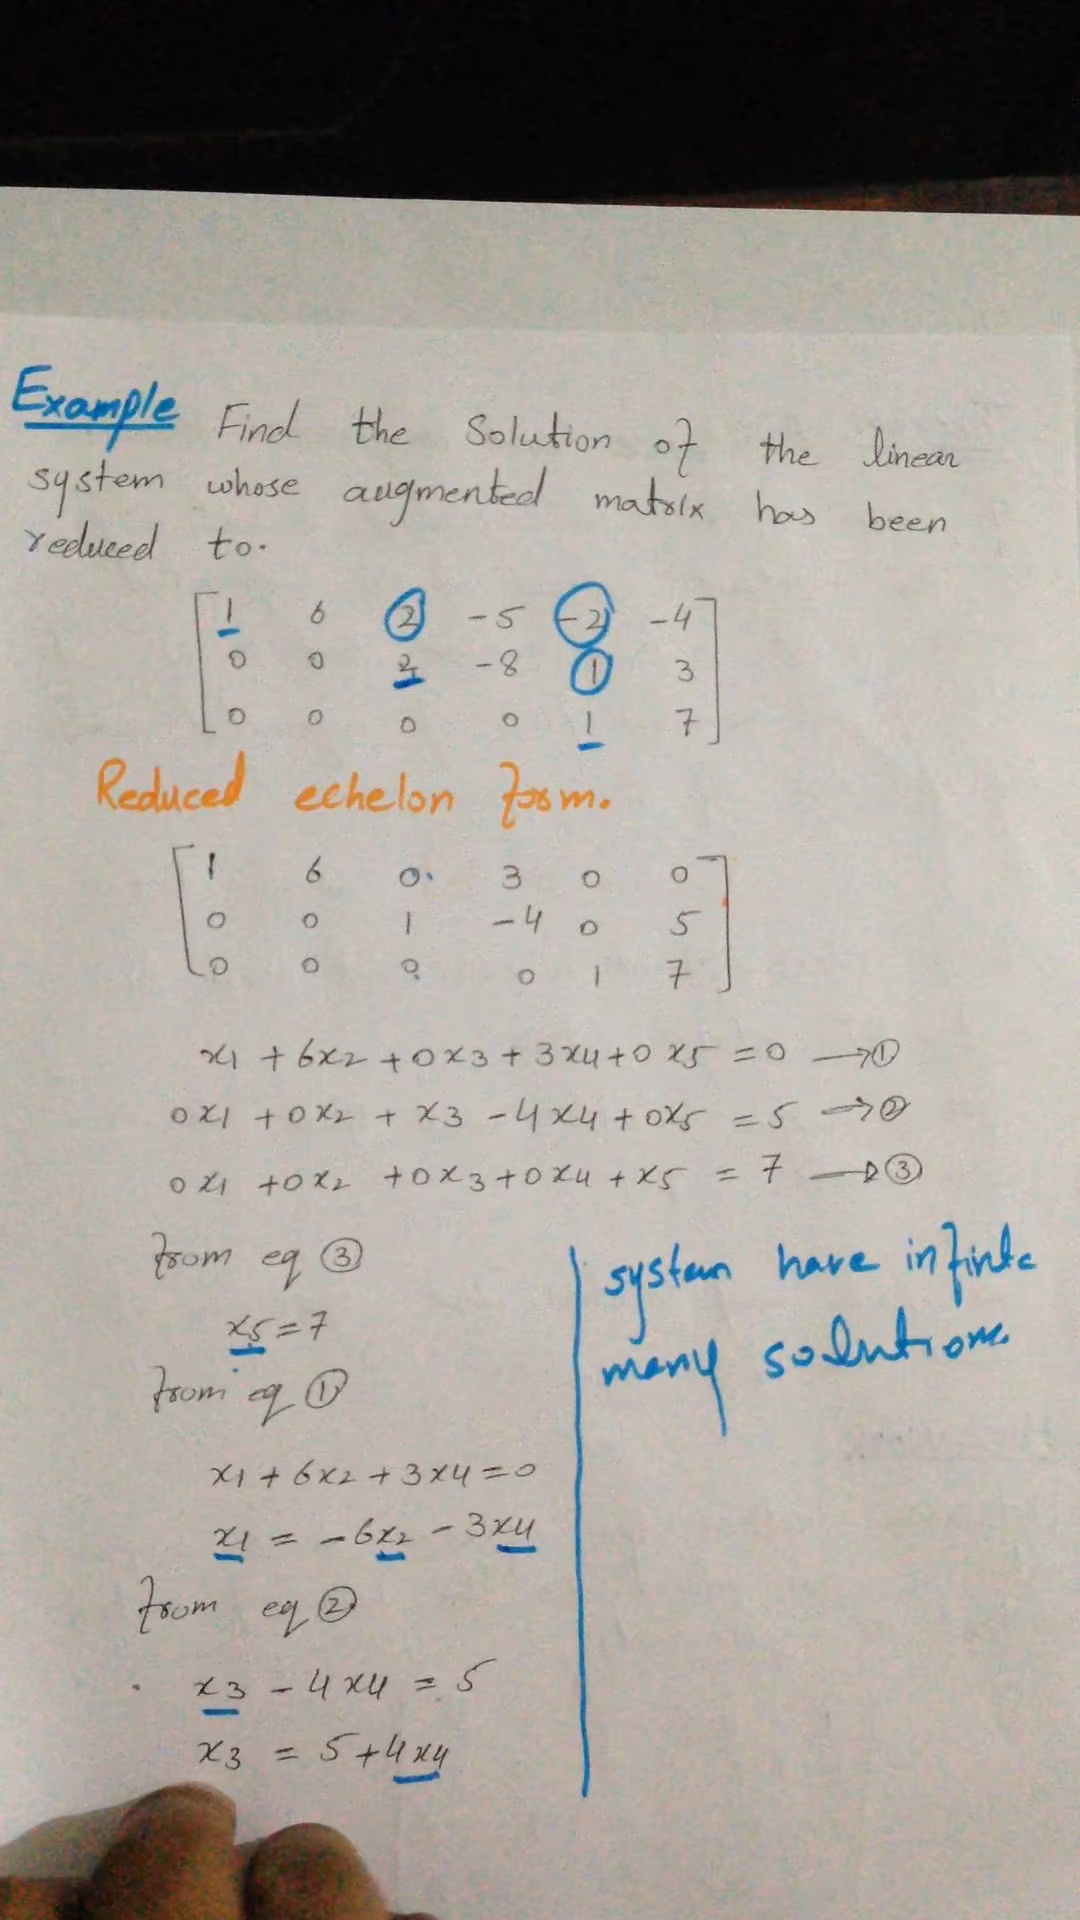 Example Find the Solution of the linear
system whose augmented matrix has been
reduced to.
1 6 2 -5 -2 -4
0 0 2 -8 1 3
0 0 0 0 1 7
Reduced echelon form.
1 6 0 3 0 0
0 0 1 -4 0 5
0 0 0 0 1 7
x1 + 6x2 + 0x3 + 3x4 + 0x5 = 0 → ①
0x1 + 0x2 + x3 - 4x4 + 0x5 = 5 → ②
0x1 + 0x2 + 0x3 + 0x4 + x5 = 7 → ③
from eq ③
x5 = 7
from eq ①
x1 + 6x2 + 3x4 = 0
x1 = -6x2 - 3x4
from eq ②
x3 - 4x4 = 5
x3 = 5 + 4x4
system have infinite
many solutions.